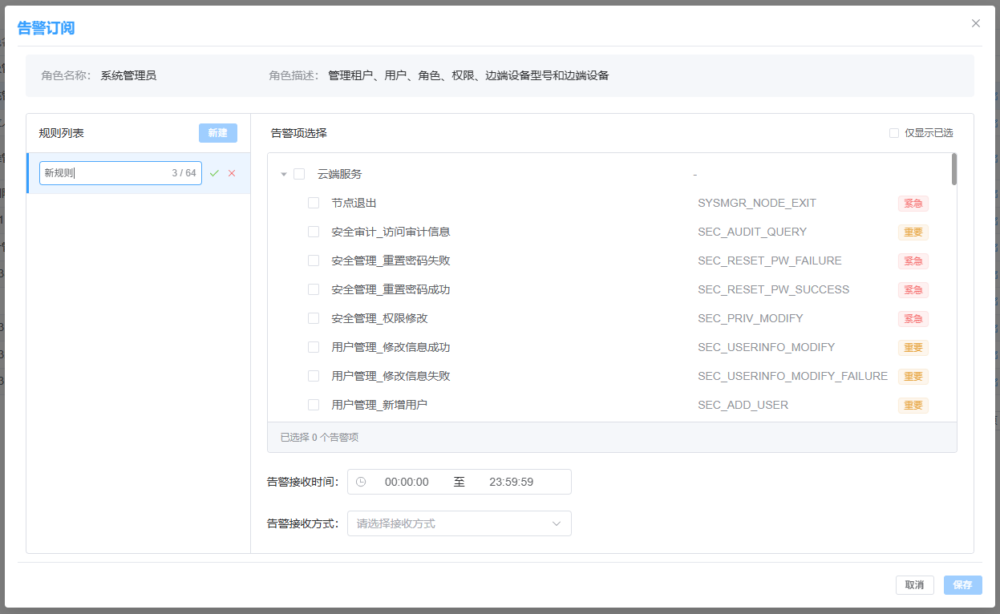 告警订阅
角色名称： 系统管理员 角色描述： 管理租户、用户、角色、权限、边端设备型号和边端设备
规则列表 新建
新规则 3 / 64
告警项选择 仅显示已选
云端服务 -
节点退出 SYSMGR_NODE_EXIT 紧急
安全审计_访问审计信息 SEC_AUDIT_QUERY 重要
安全管理_重置密码失败 SEC_RESET_PW_FAILURE 紧急
安全管理_重置密码成功 SEC_RESET_PW_SUCCESS 紧急
安全管理_权限修改 SEC_PRIV_MODIFY 紧急
用户管理_修改信息成功 SEC_USERINFO_MODIFY 重要
用户管理_修改信息失败 SEC_USERINFO_MODIFY_FAILURE 重要
用户管理_新增用户 SEC_ADD_USER 重要
已选择 0 个告警项
告警接收时间： 00:00:00 至 23:59:59
告警接收方式： 请选择接收方式
取消 保存